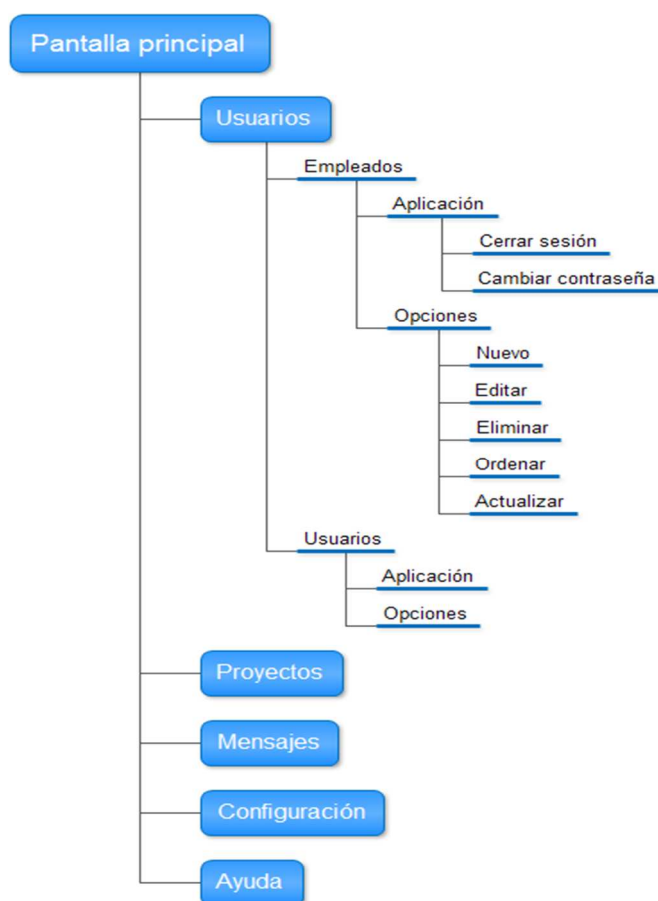 Pantalla principal
Usuarios
Empleados
Aplicación
Cerrar sesión
Cambiar contraseña
Opciones
Nuevo
Editar
Eliminar
Ordenar
Actualizar
Usuarios
Aplicación
Opciones
Proyectos
Mensajes
Configuración
Ayuda